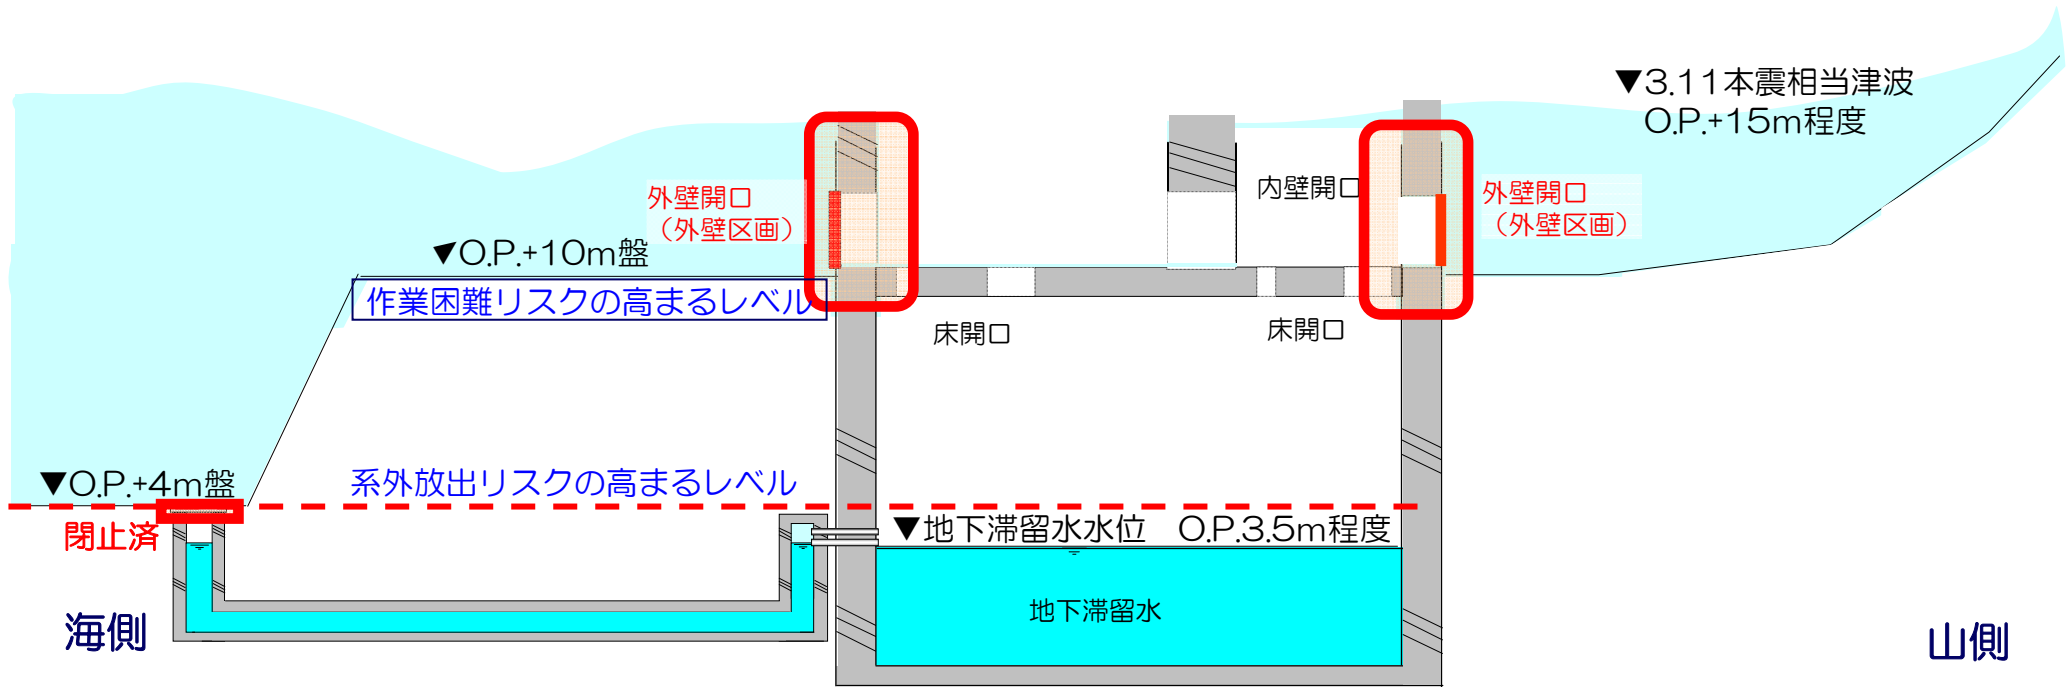 ▼3.11本震相当津波
O.P.+15m程度
外壁開口
（外壁区画）
内壁開口
外壁開口
（外壁区画）
▼O.P.+10m盤
作業困難リスクの高まるレベル
床開口
床開口
▼O.P.+4m盤
系外放出リスクの高まるレベル
閉止済
▼地下滞留水水位　O.P.3.5m程度
地下滞留水
海側
山側